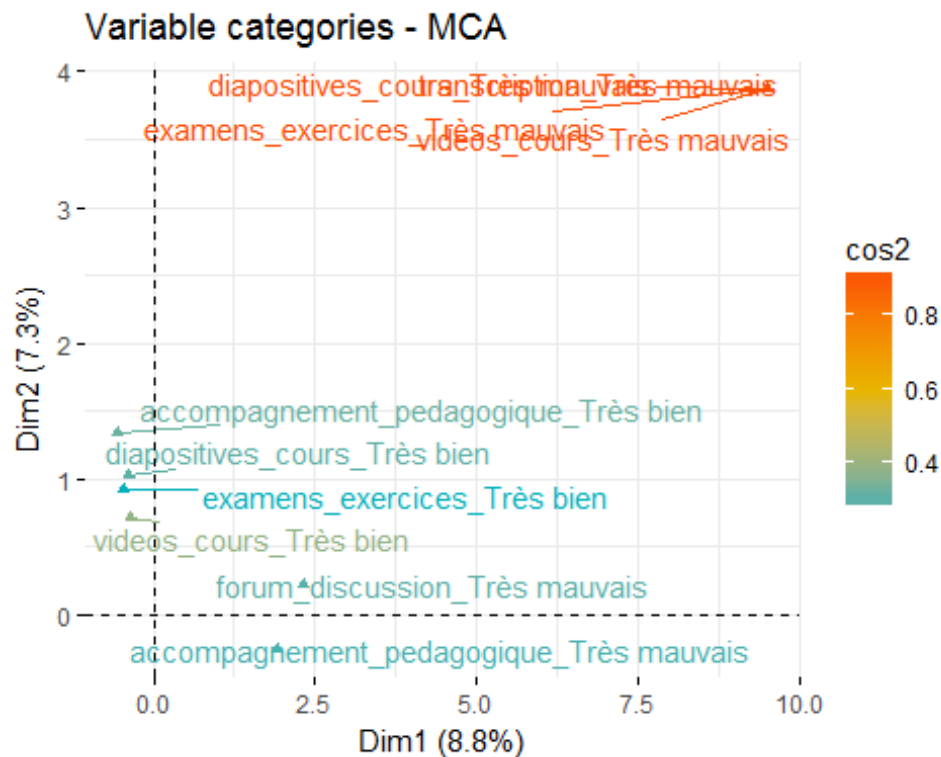 Variable categories - MCA
diapositives_cours_Très mauvais
transcription_Très mauvais
examens_exercices_Très mauvais
videos_cours_Très mauvais
accompagnement_pedagogique_Très bien
diapositives_cours_Très bien
examens_exercices_Très bien
videos_cours_Très bien
forum_discussion_Très mauvais
accompagnement_pedagogique_Très mauvais
4
3
2
1
0
Dim2 (7.3%)
0.0 2.5 5.0 7.5 10.0
Dim1 (8.8%)
cos2
0.8
0.6
0.4